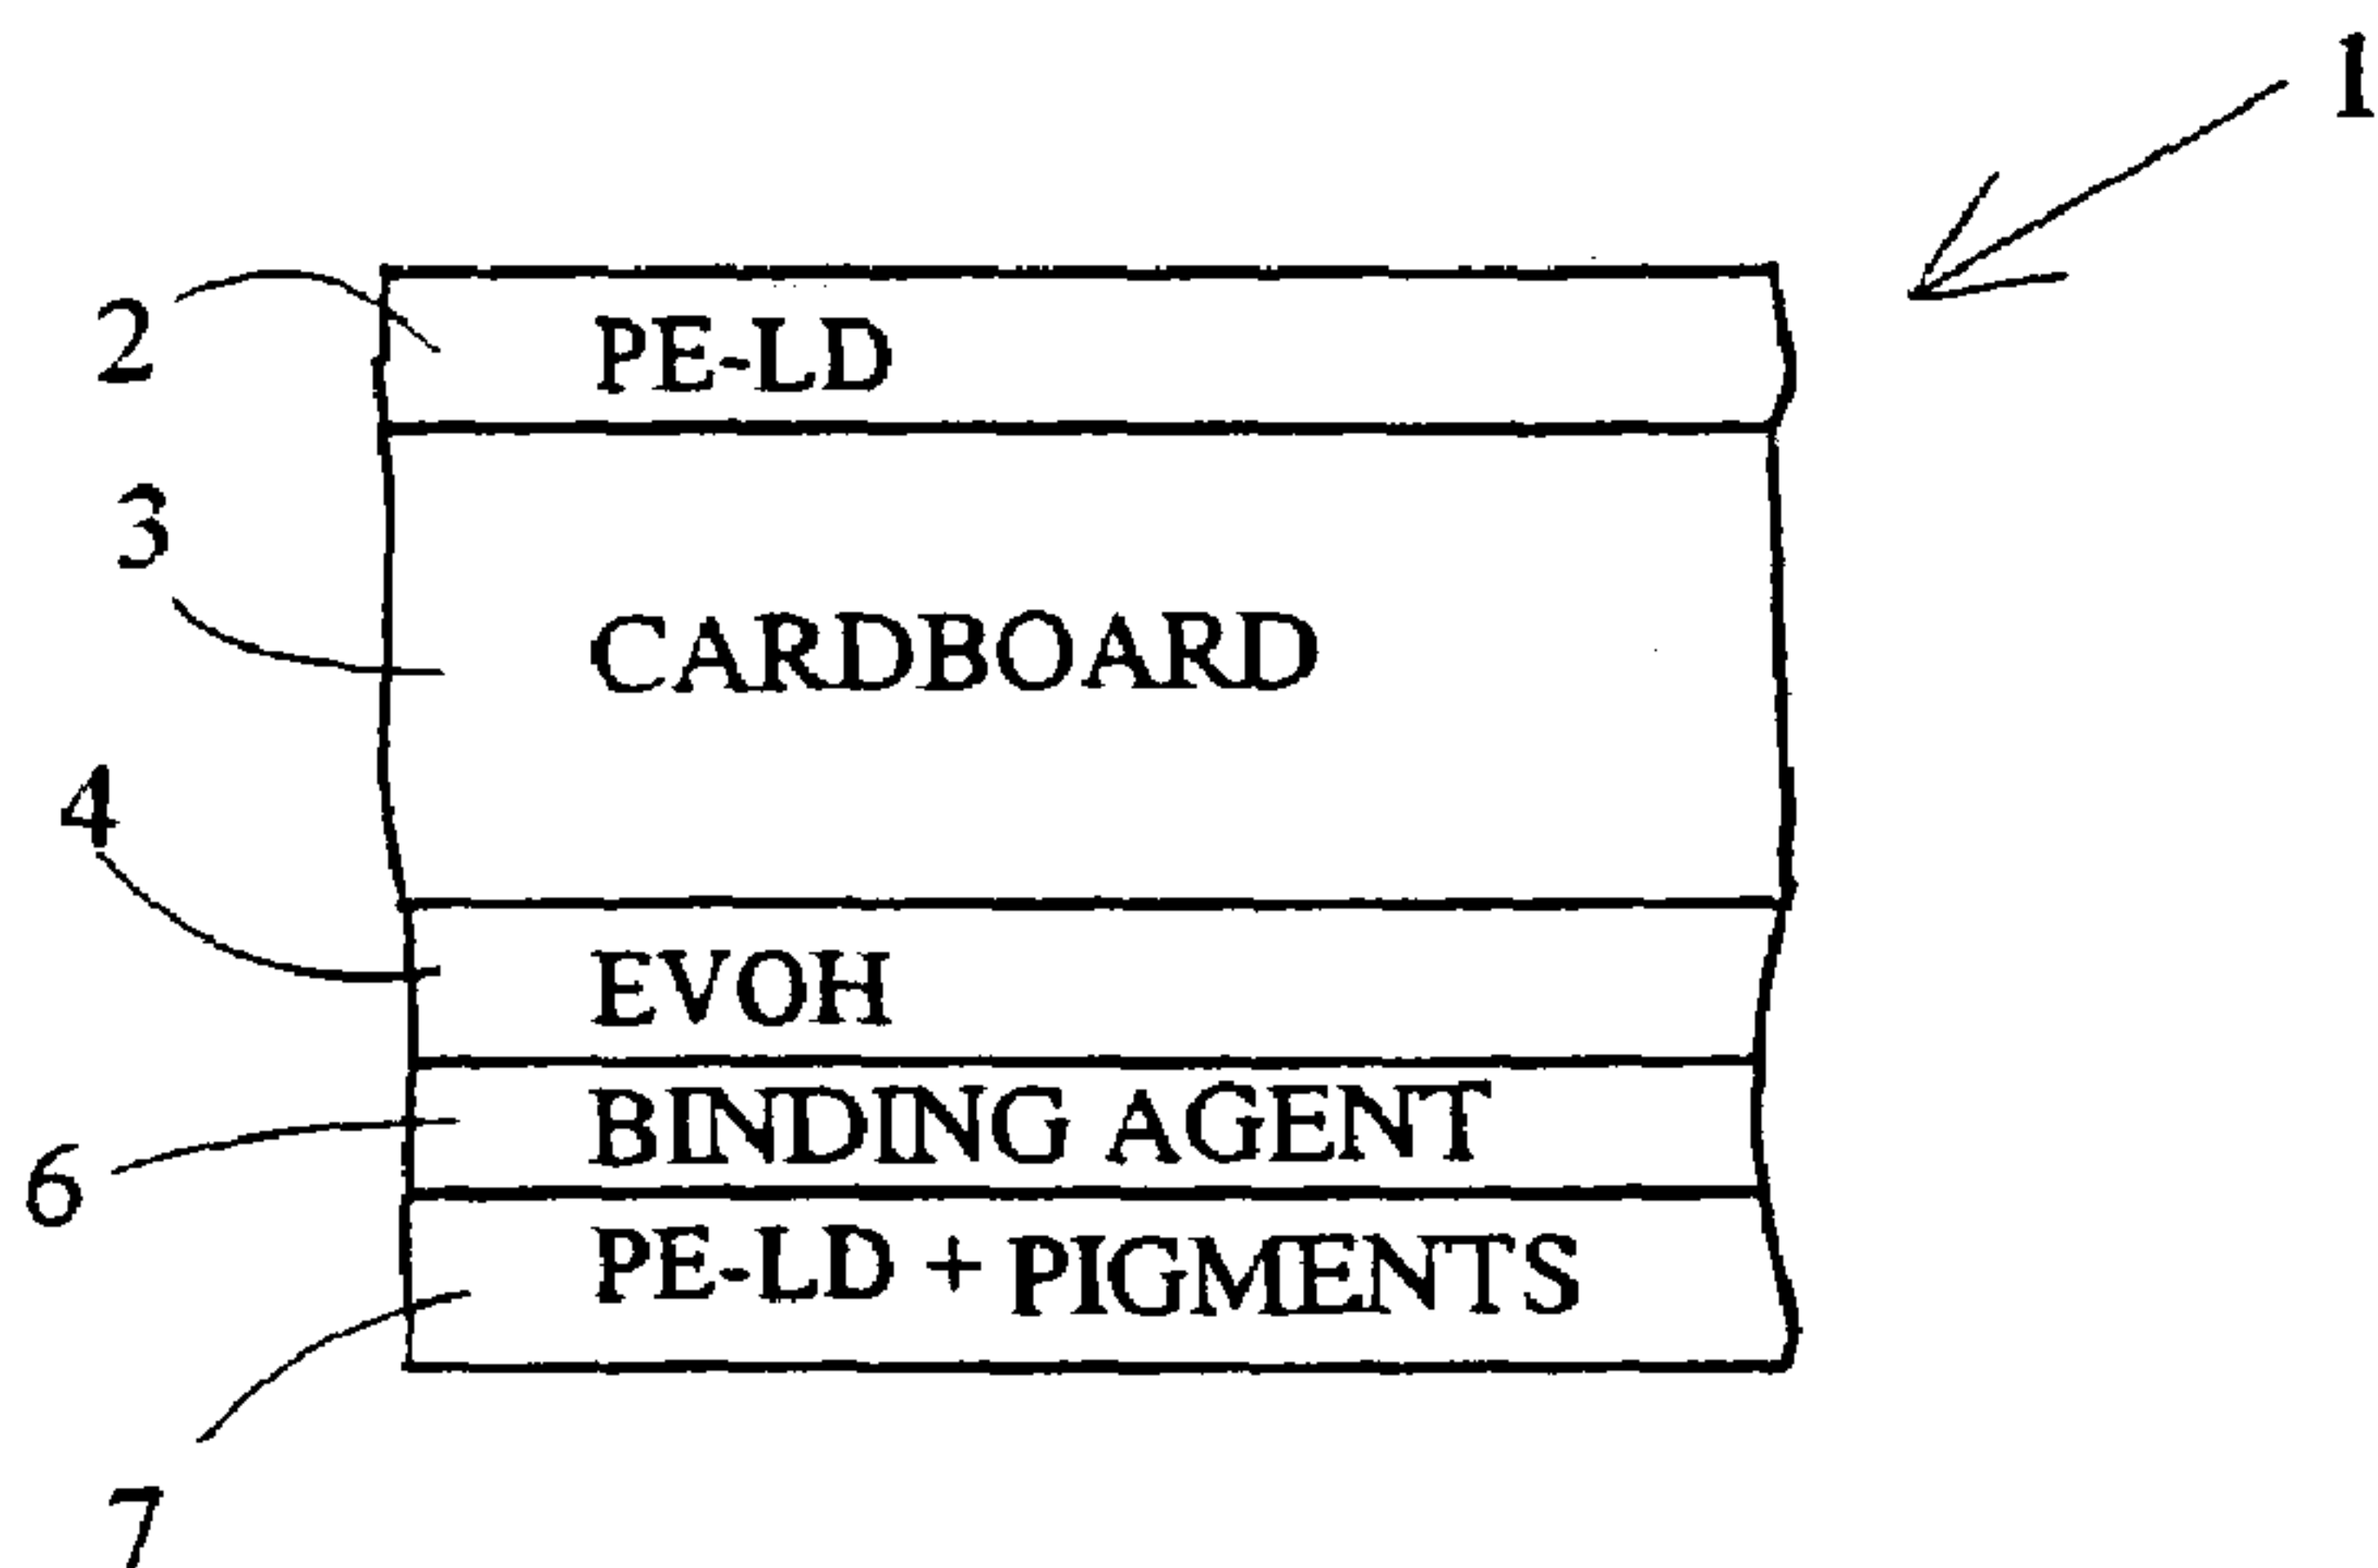 1
2 PE-LD
3 CARDBOARD
4 EVOH
6 BINDING AGENT
7 PE-LD + PIGMENTS